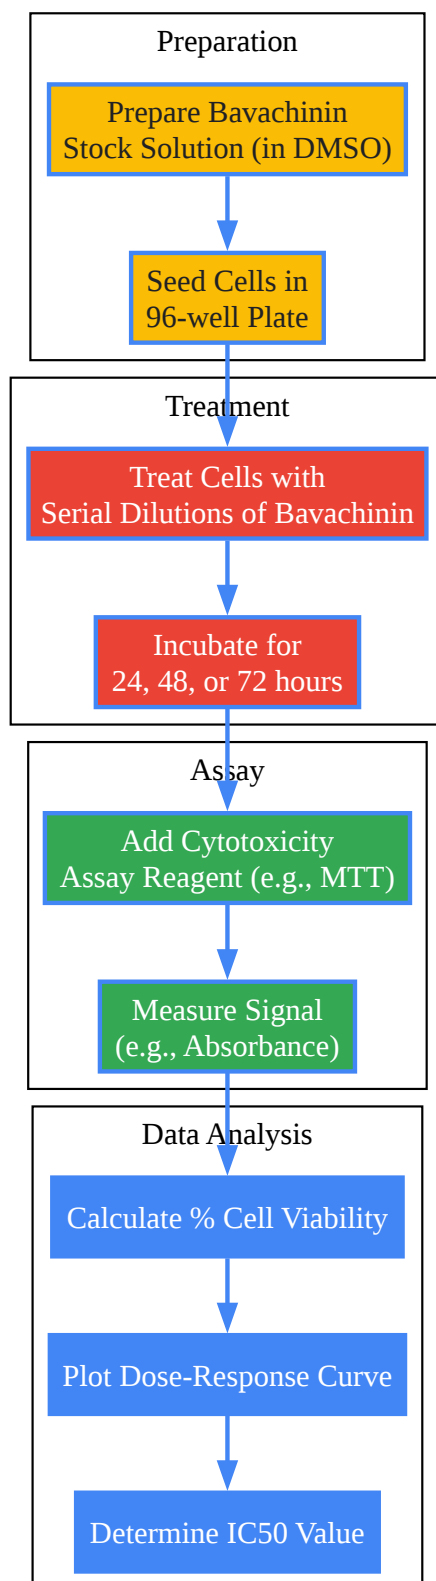 Preparation
Prepare Bavachinin
Stock Solution (in DMSO)
Seed Cells in
96-well Plate
Treatment
Treat Cells with
Serial Dilutions of Bavachinin
Incubate for
24, 48, or 72 hours
Assay
Add Cytotoxicity
Assay Reagent (e.g., MTT)
Measure Signal
(e.g., Absorbance)
Data Analysis
Calculate % Cell Viability
Plot Dose-Response Curve
Determine IC50 Value